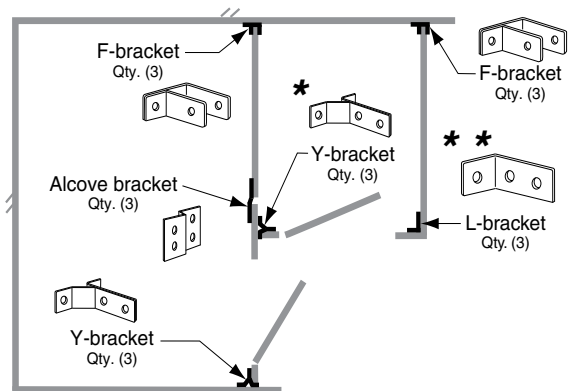 F-bracket
Qty. (3)
F-bracket
Qty. (3)
*
* *
Y-bracket
Qty. (3)
Alcove bracket
Qty. (3)
L-bracket
Qty. (3)
Y-bracket
Qty. (3)